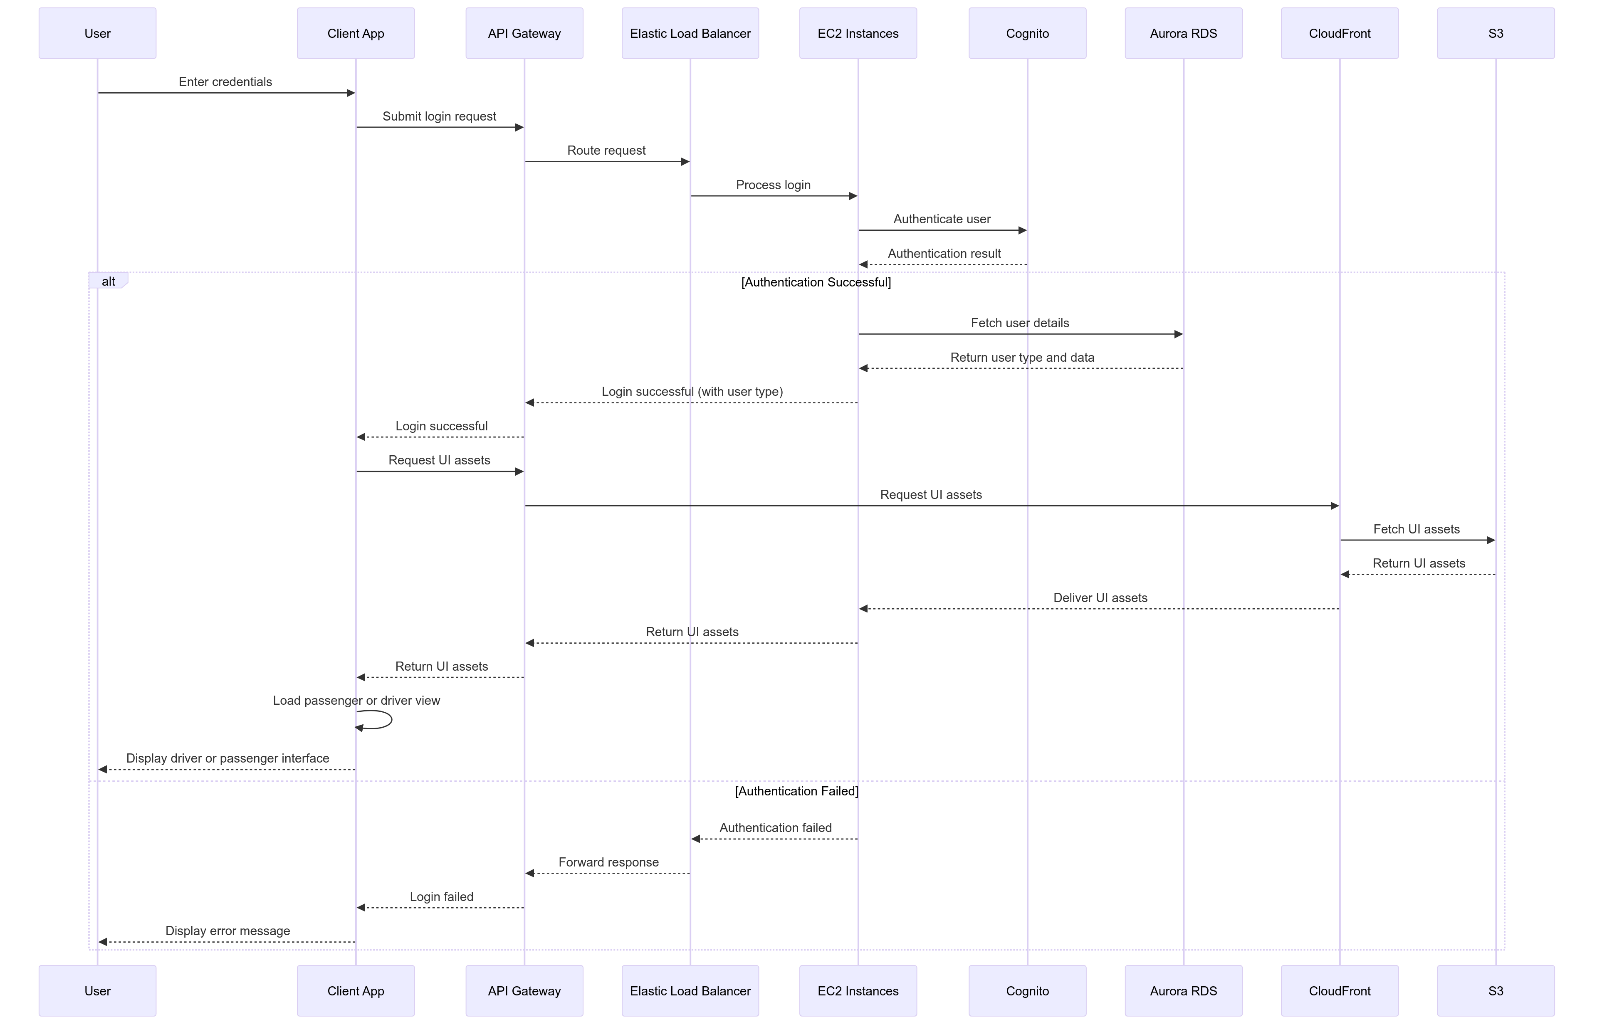 User
Client App
API Gateway
Elastic Load Balancer
EC2 Instances
Cognito
Aurora RDS
CloudFront
S3
Enter credentials
Submit login request
Route request
Process login
Authenticate user
Authentication result
alt
[Authentication Successful]
Fetch user details
Return user type and data
Login successful (with user type)
Login successful
Request UI assets
Request UI assets
Fetch UI assets
Return UI assets
Deliver UI assets
Return UI assets
Return UI assets
Load passenger or driver view
Display driver or passenger interface
[Authentication Failed]
Authentication failed
Forward response
Login failed
Display error message
User
Client App
API Gateway
Elastic Load Balancer
EC2 Instances
Cognito
Aurora RDS
CloudFront
S3